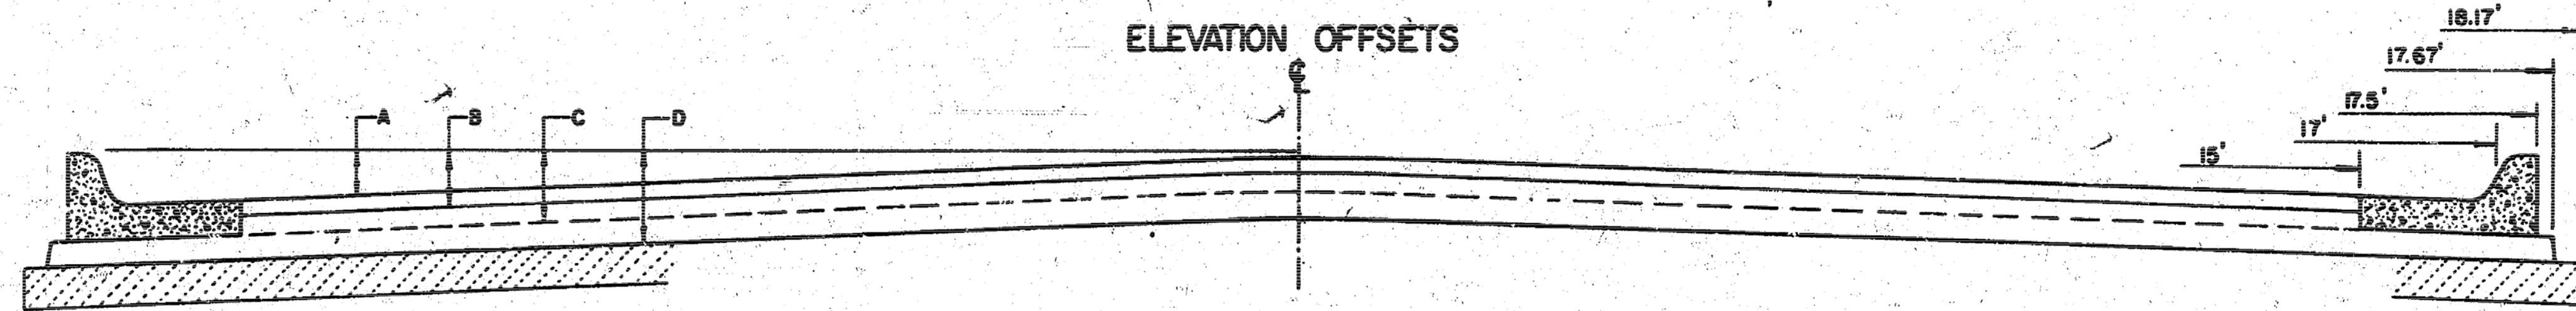 ELEVATION OFFSETS
18.17'
17.67'
17.5'
17'
15'
A
B
C
D
℄